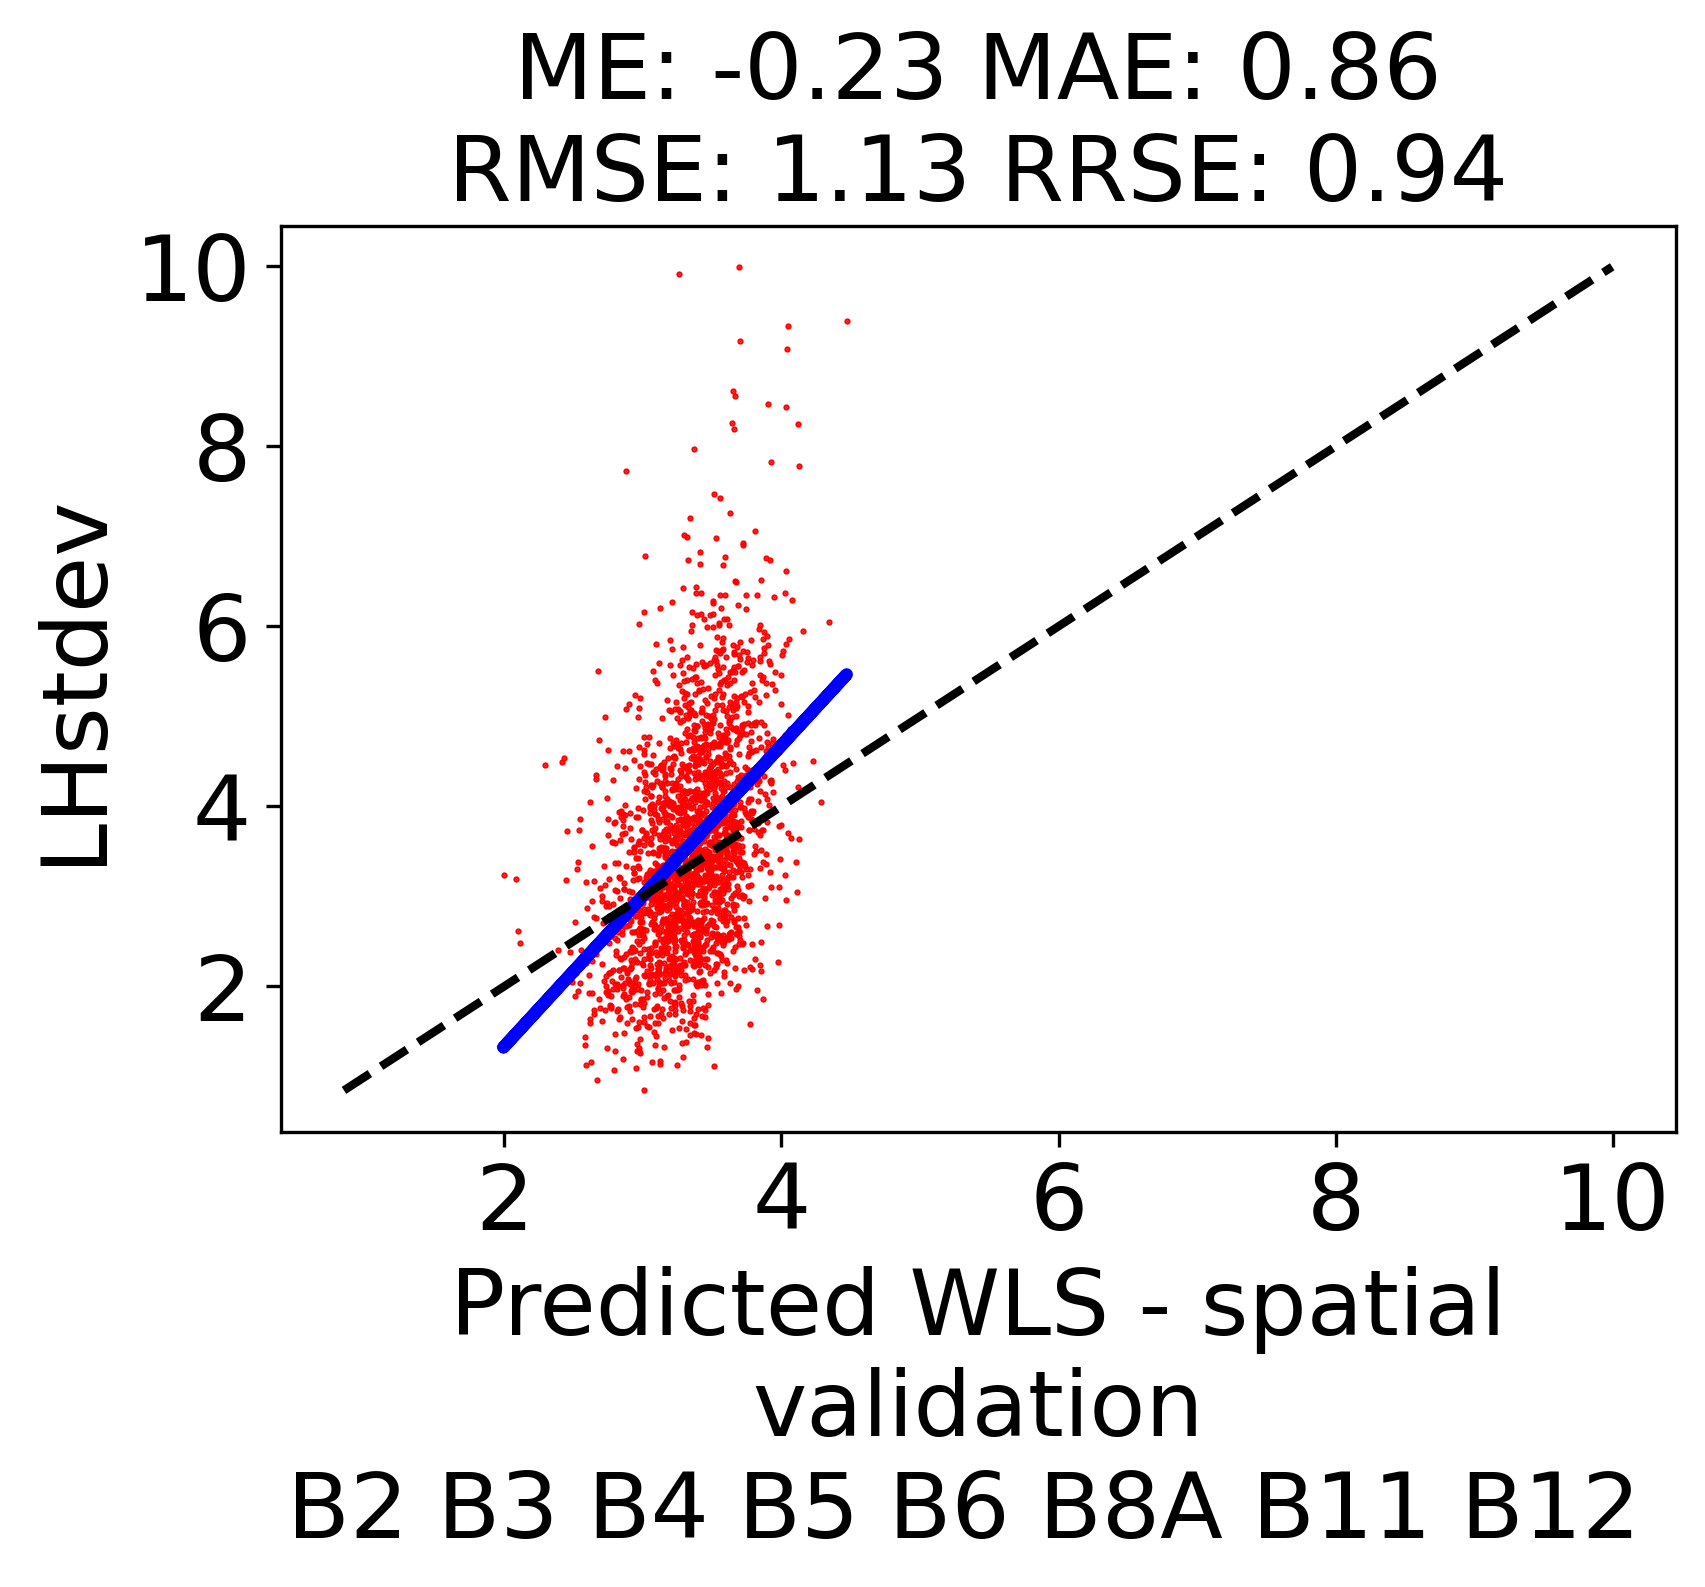 ME: -0.23 MAE: 0.86
RMSE: 1.13 RRSE: 0.94
LHstdev
10
8
6
4
2
2 4 6 8 10
Predicted WLS - spatial
validation
B2 B3 B4 B5 B6 B8A B11 B12